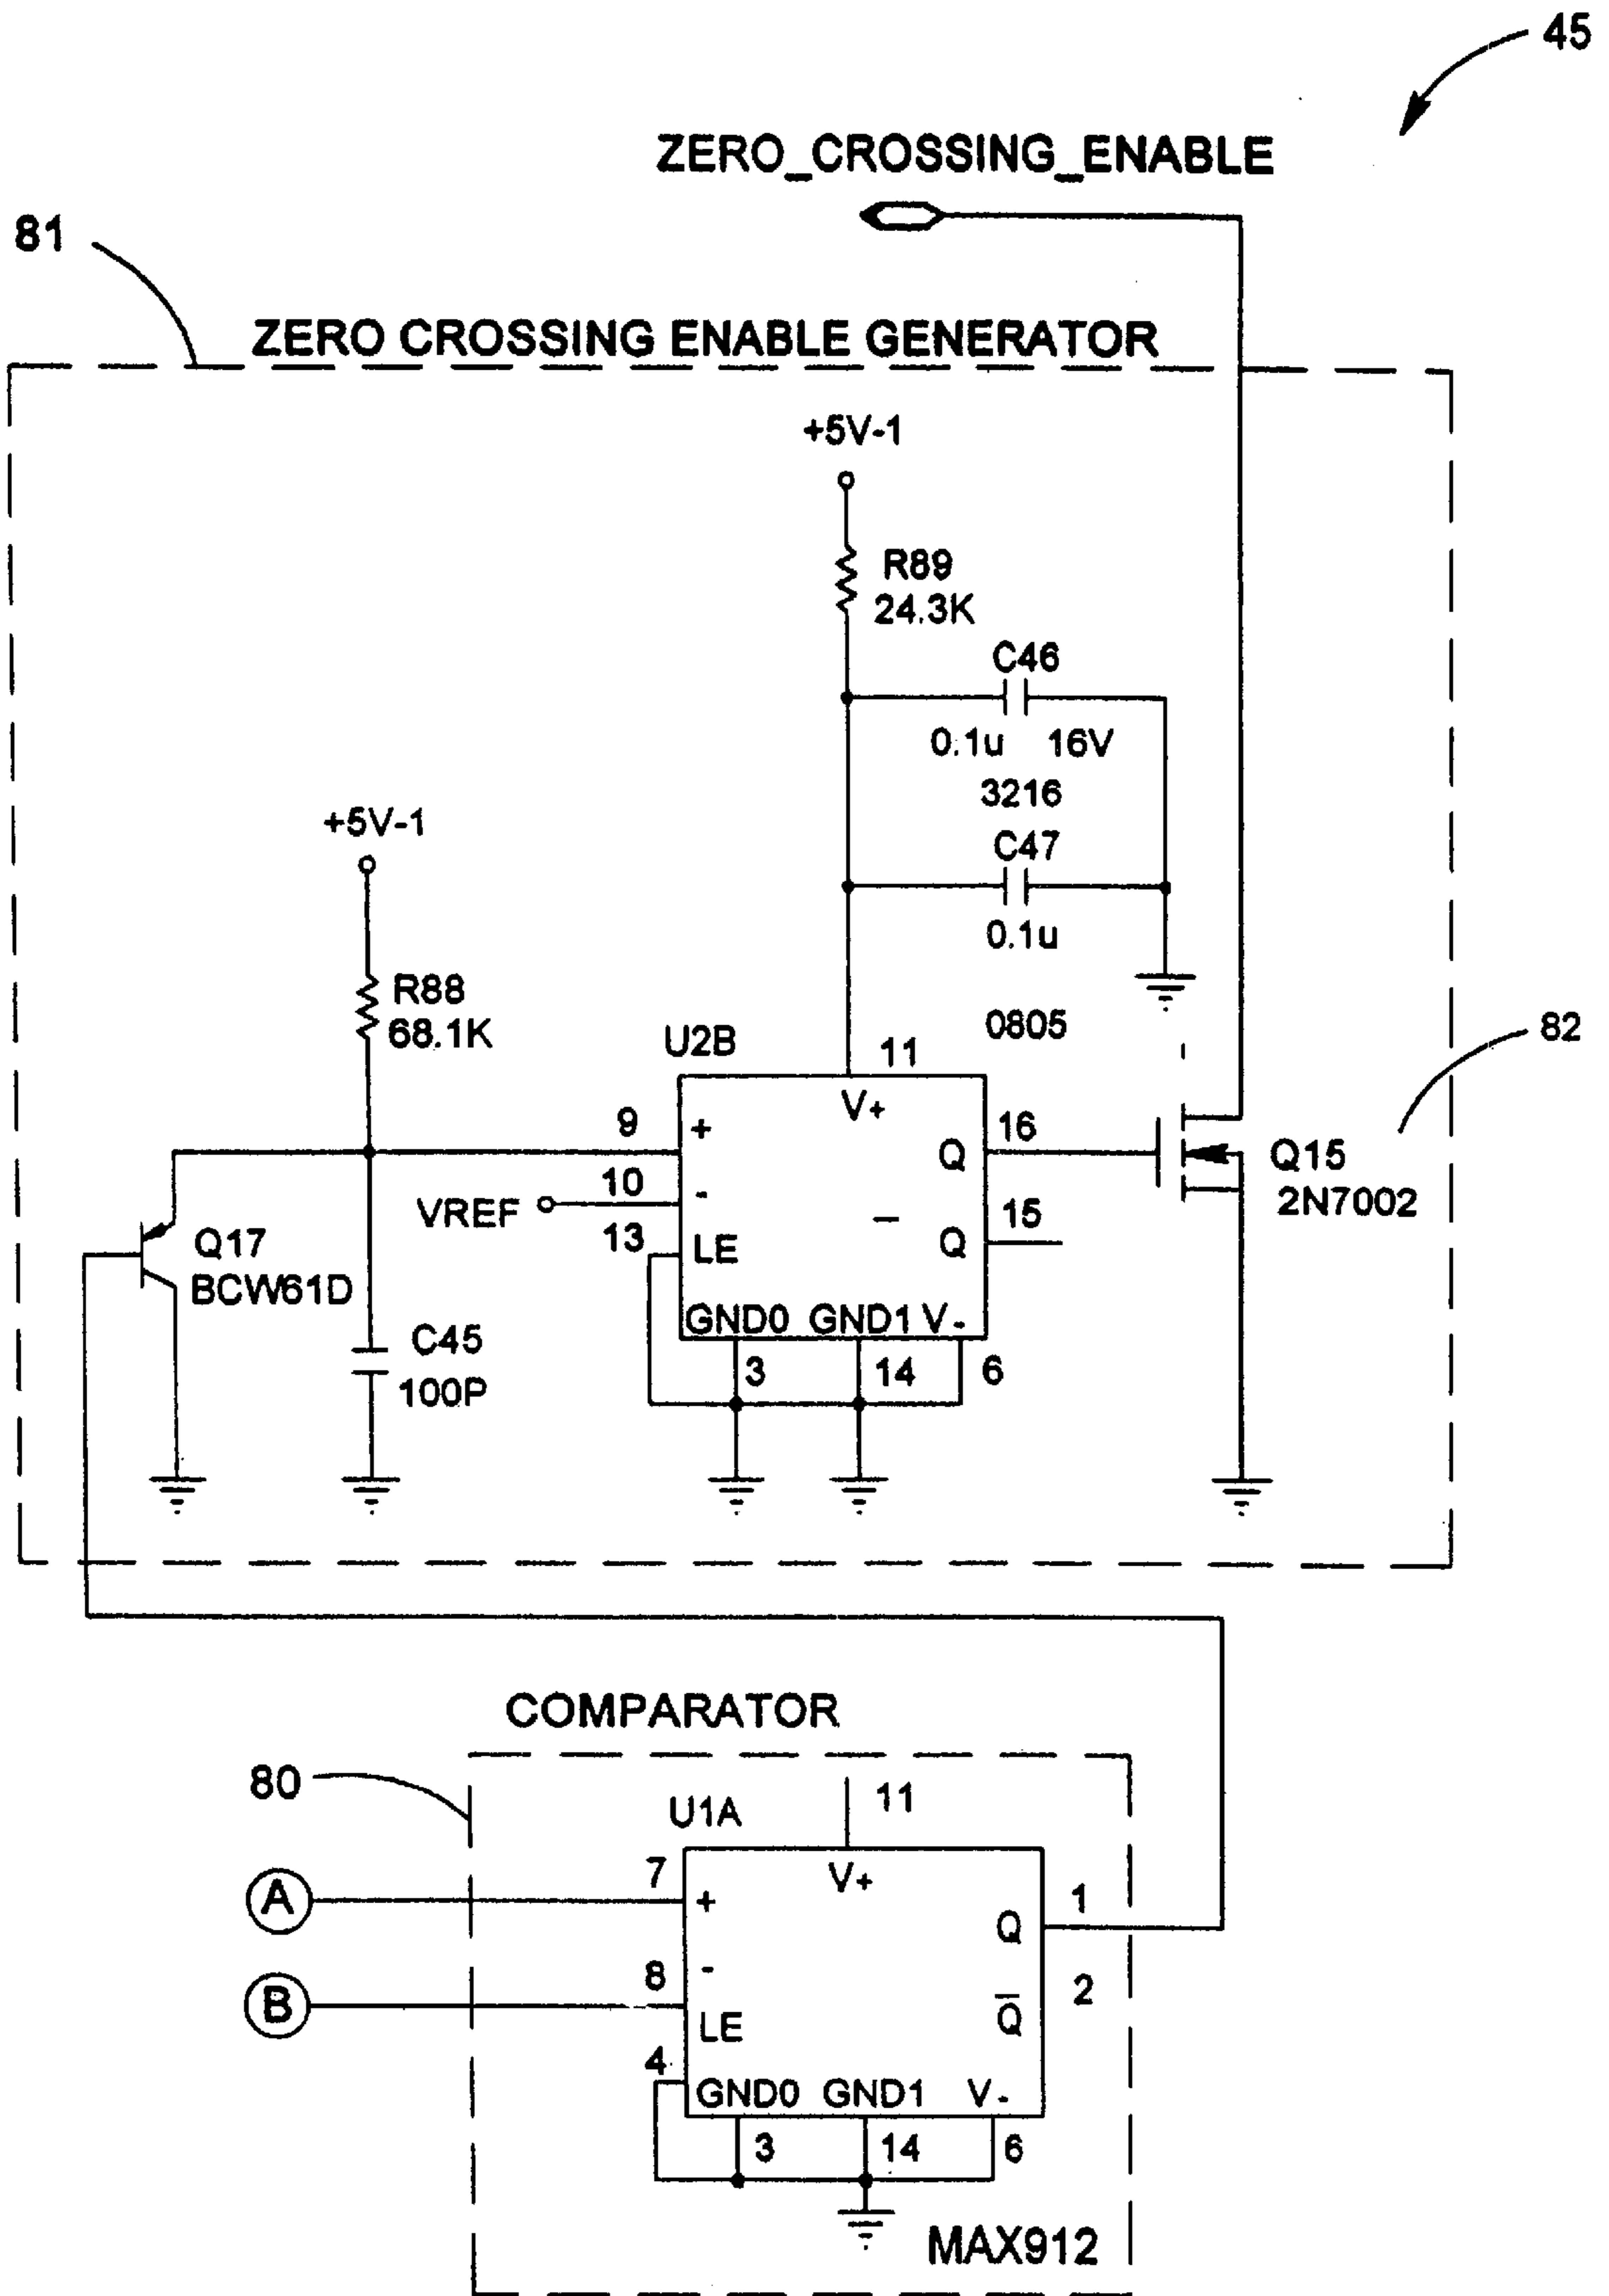 45
ZERO_CROSSING_ENABLE
81
ZERO CROSSING ENABLE GENERATOR
+5V-1
R89
24.3K
C46
0.1u 16V
3216
C47
0.1u
+5V-1
R88
68.1K
0805
82
U2B
11
V+
9
+
Q
16
10
-
VREF
13
LE
Q
15
Q15
2N7002
Q17
BCW61D
GND0 GND1 V-
3
14
6
C45
100P
COMPARATOR
80
U1A
11
V+
A
7
+
Q
1
8
-
B
LE
Q̅
2
4
GND0 GND1 V-
3
14
6
MAX912